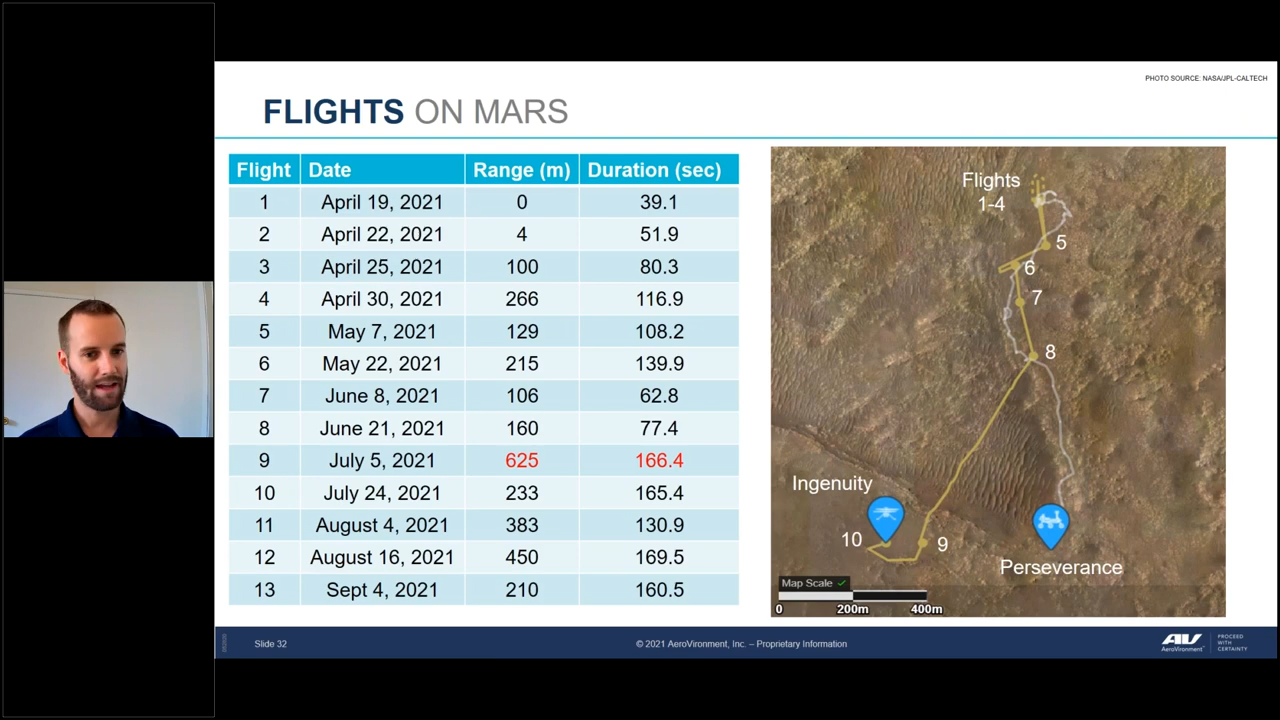 PHOTO SOURCE: NASA/JPL-CALTECH
FLIGHTS ON MARS
Flight Date Range (m) Duration (sec)
1 April 19, 2021 0 39.1
2 April 22, 2021 4 51.9
3 April 25, 2021 100 80.3
4 April 30, 2021 266 116.9
5 May 7, 2021 129 108.2
6 May 22, 2021 215 139.9
7 June 8, 2021 106 62.8
8 June 21, 2021 160 77.4
9 July 5, 2021 625 166.4
10 July 24, 2021 233 165.4
11 August 4, 2021 383 130.9
12 August 16, 2021 450 169.5
13 Sept 4, 2021 210 160.5
Flights
1-4
5
6
7
8
Ingenuity
10
9
Perseverance
Map Scale
0 200m 400m
Slide 32
© 2021 AeroVironment, Inc. – Proprietary Information
AV
AeroVironment
PROCEED
WITH
CERTAINTY